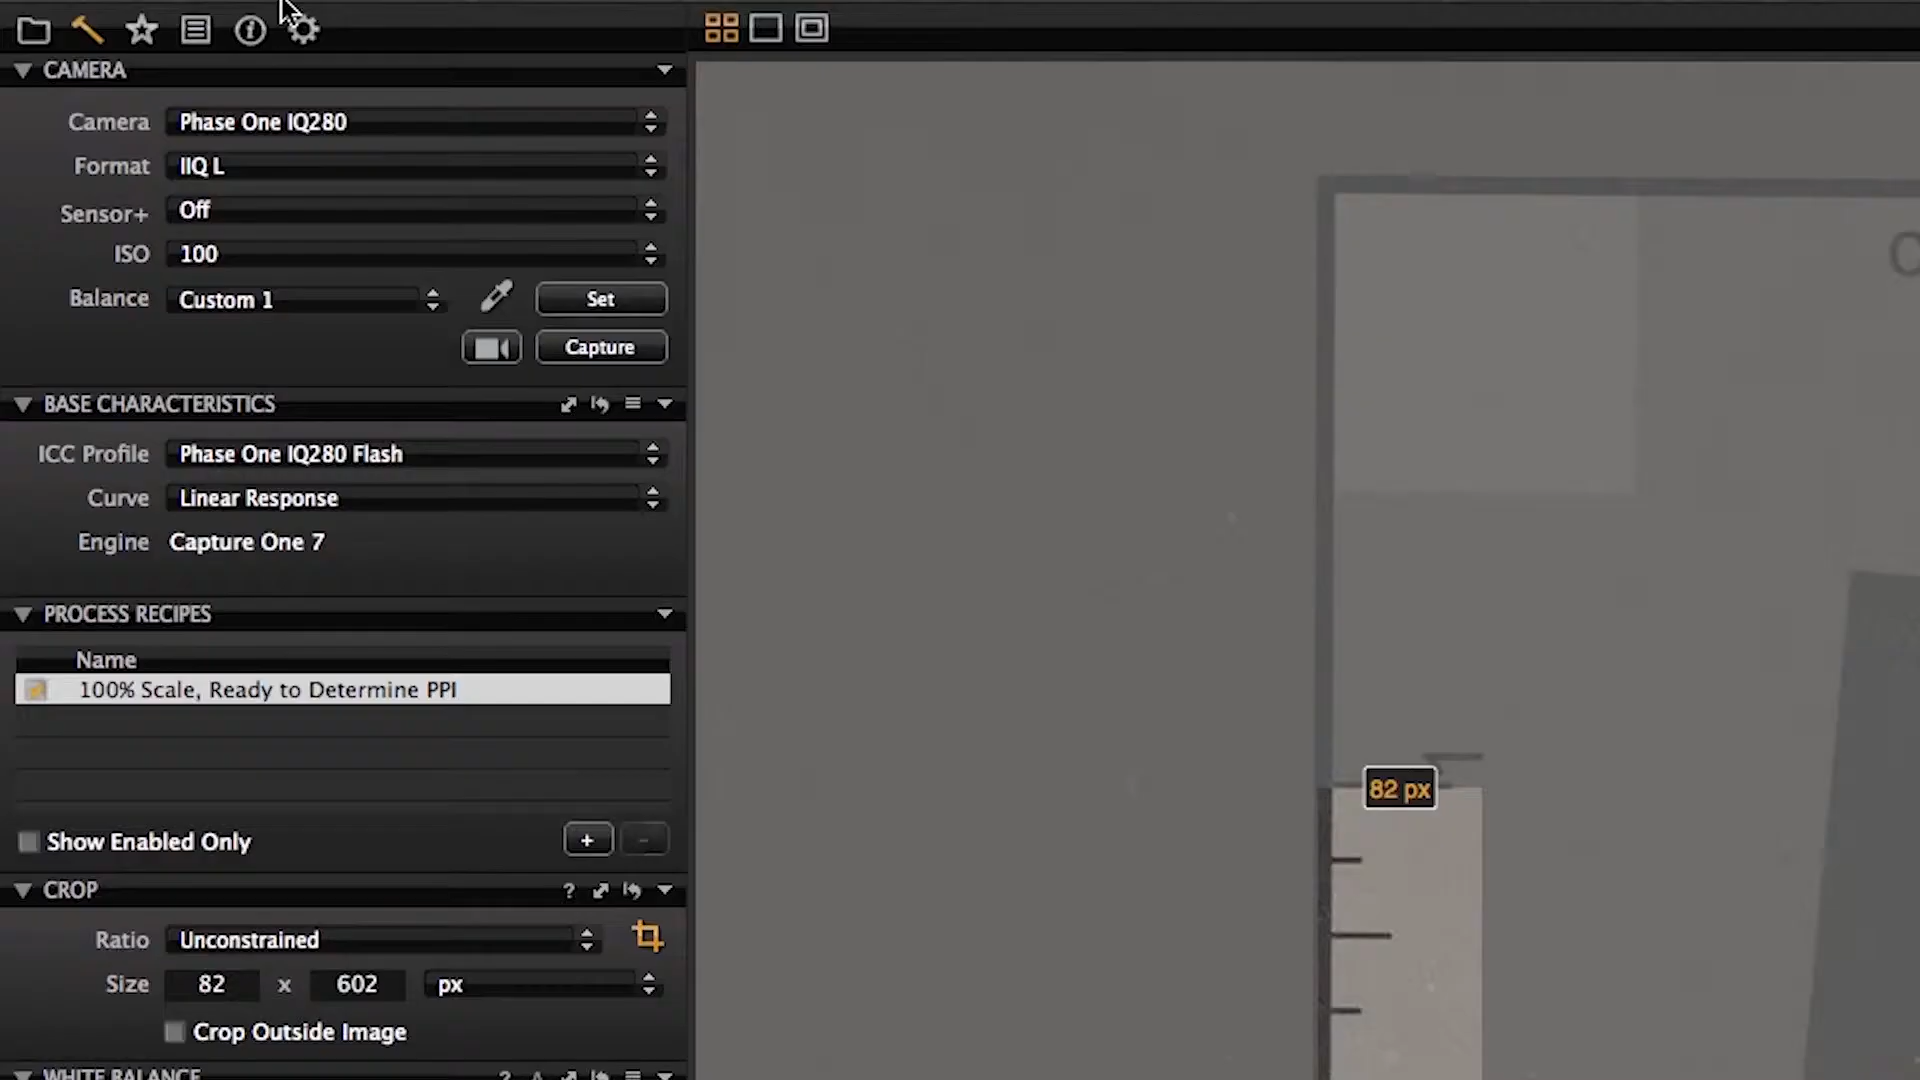 CAMERA
Camera Phase One IQ280
Format IIQ L
Sensor+ Off
ISO 100
Balance Custom 1 Set
Capture
BASE CHARACTERISTICS
ICC Profile Phase One IQ280 Flash
Curve Linear Response
Engine Capture One 7
PROCESS RECIPES
Name
100% Scale, Ready to Determine PPI
82 px
Show Enabled Only + -
CROP ?
Ratio Unconstrained
Size 82 x 602 px
Crop Outside Image
WHITE BALANCE ? A